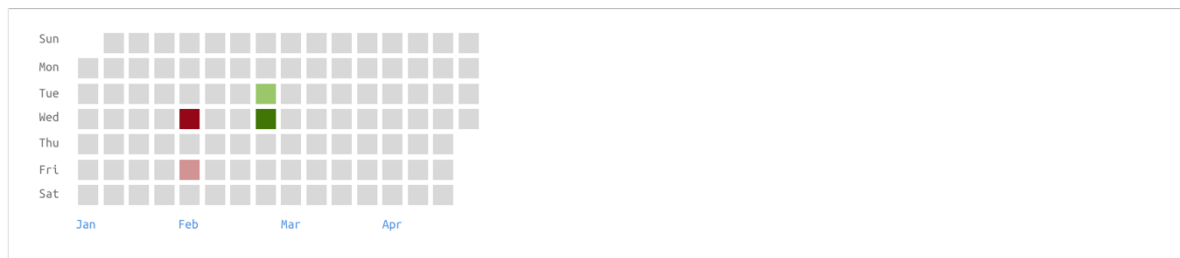 Sun
Mon
Tue
Wed
Thu
Fri
Sat
Jan Feb Mar Apr